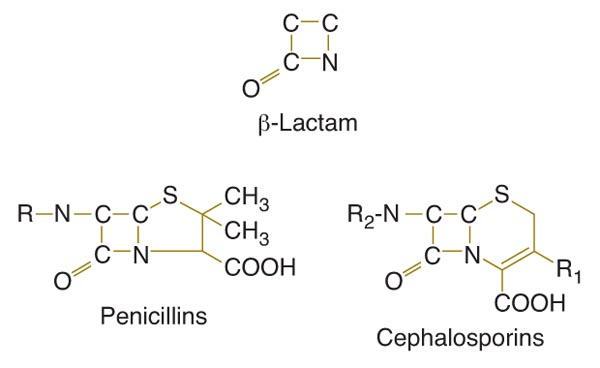 C C
C N
O
β-Lactam
S
CH3
R–N C C
CH3
C N
O
COOH
Penicillins
S
R2-N C C
C N
O
R1
COOH
Cephalosporins